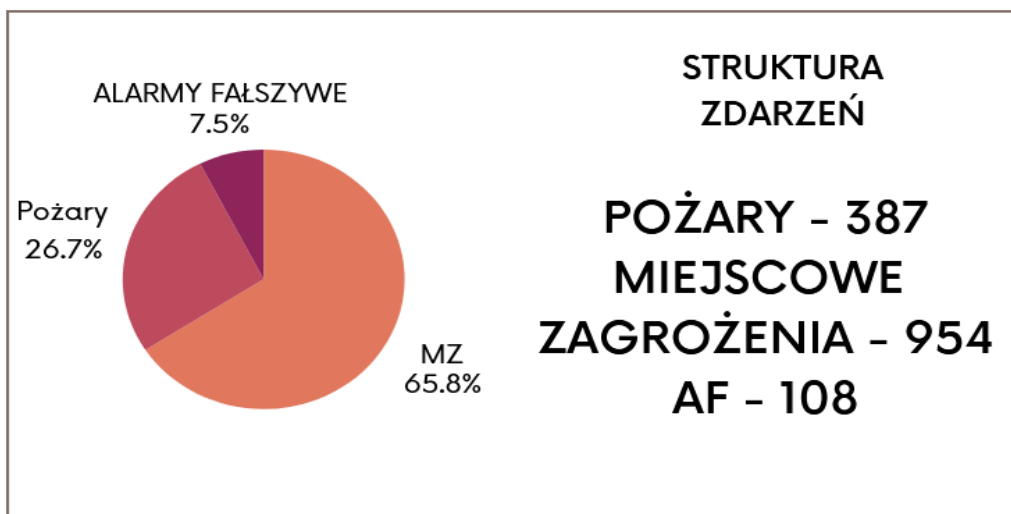 ALARMY FAŁSZYWE
7.5%
Pożary
26.7%
MZ
65.8%
STRUKTURA
ZDARZEŃ
POŻARY - 387
MIEJSCOWE
ZAGROŻENIA - 954
AF - 108